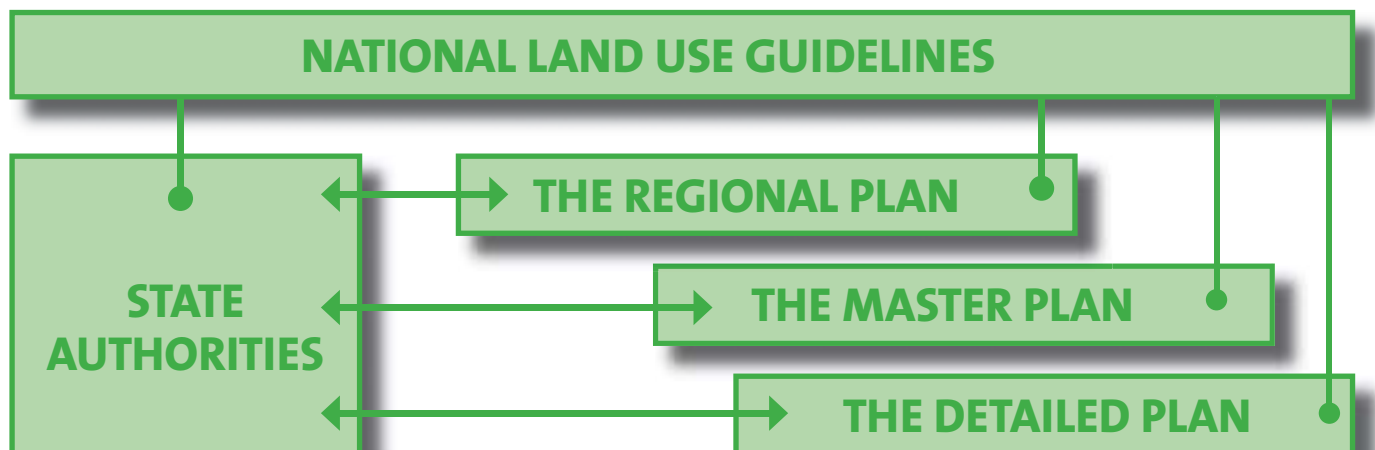 NATIONAL LAND USE GUIDELINES
THE REGIONAL PLAN
STATE
AUTHORITIES
THE MASTER PLAN
THE DETAILED PLAN